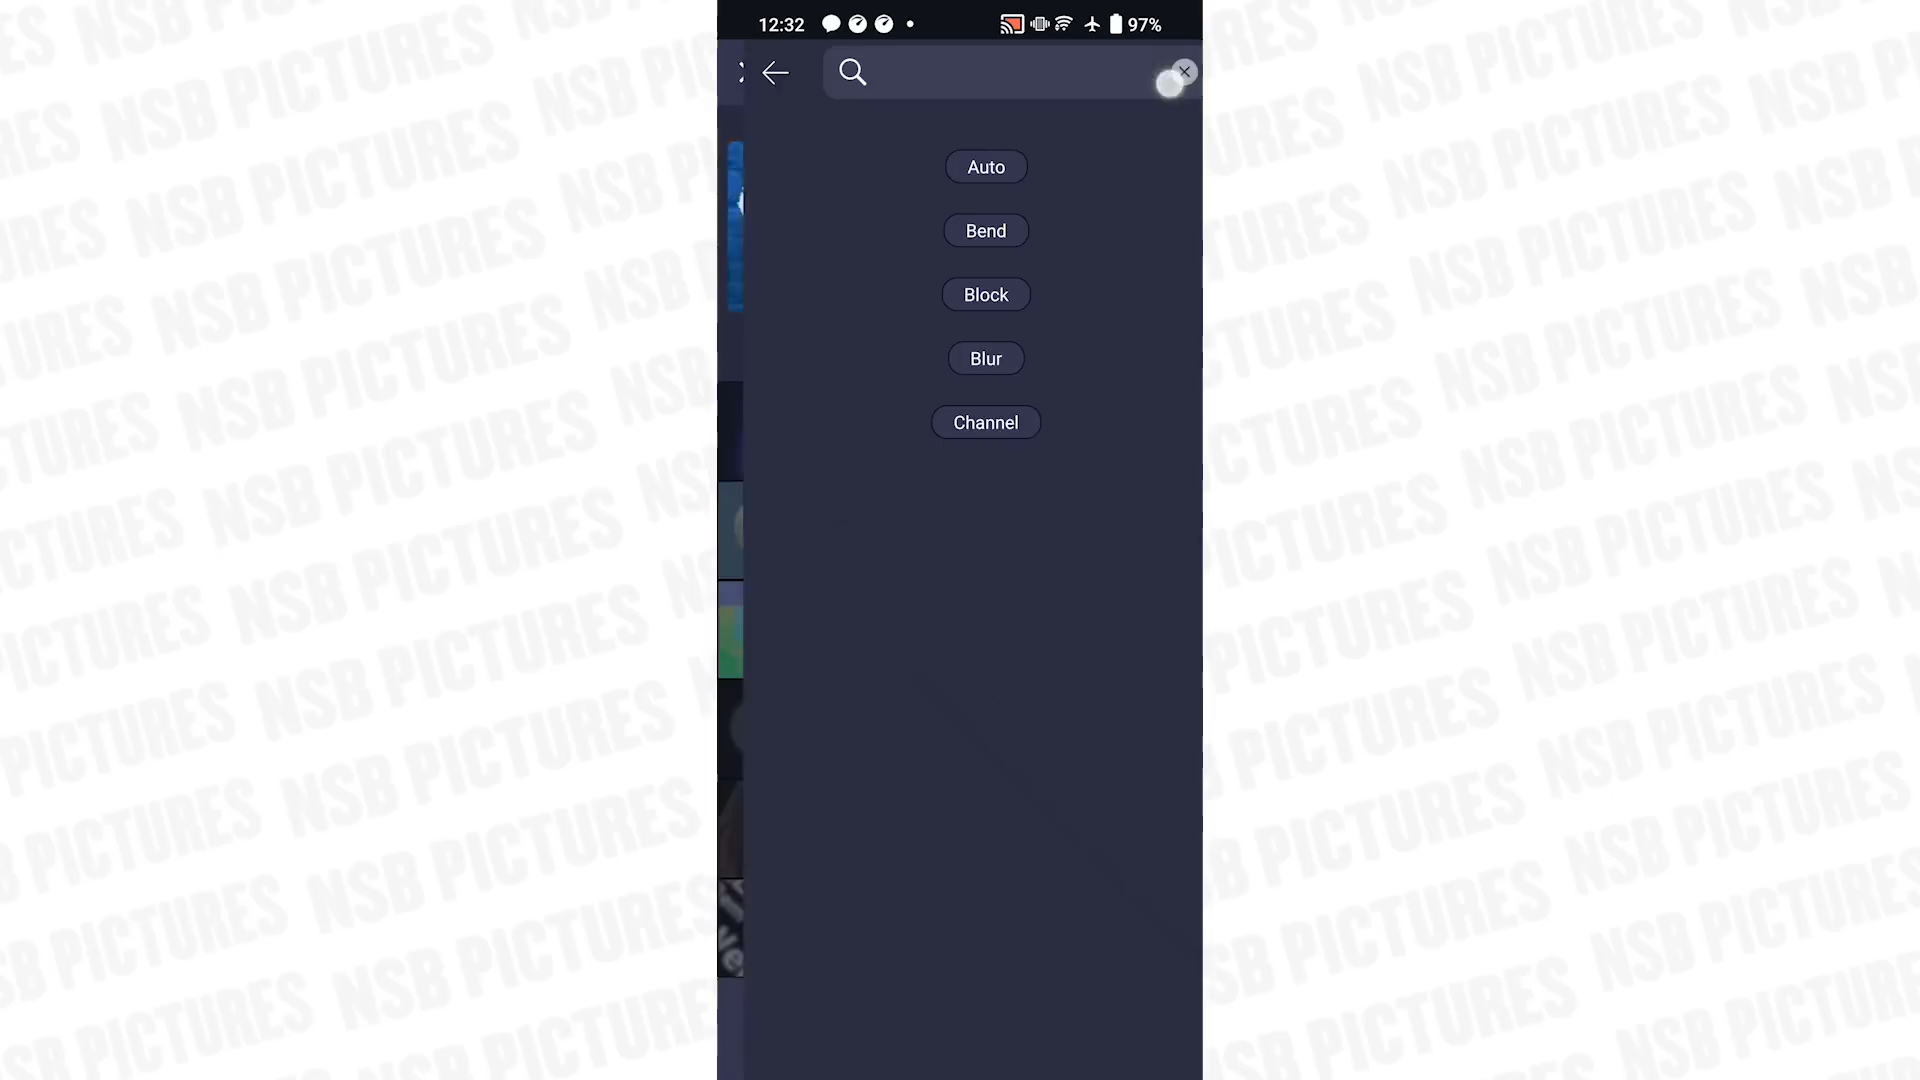 12:32
97%
Auto
Bend
Block
Blur
Channel
NSB PICTURES